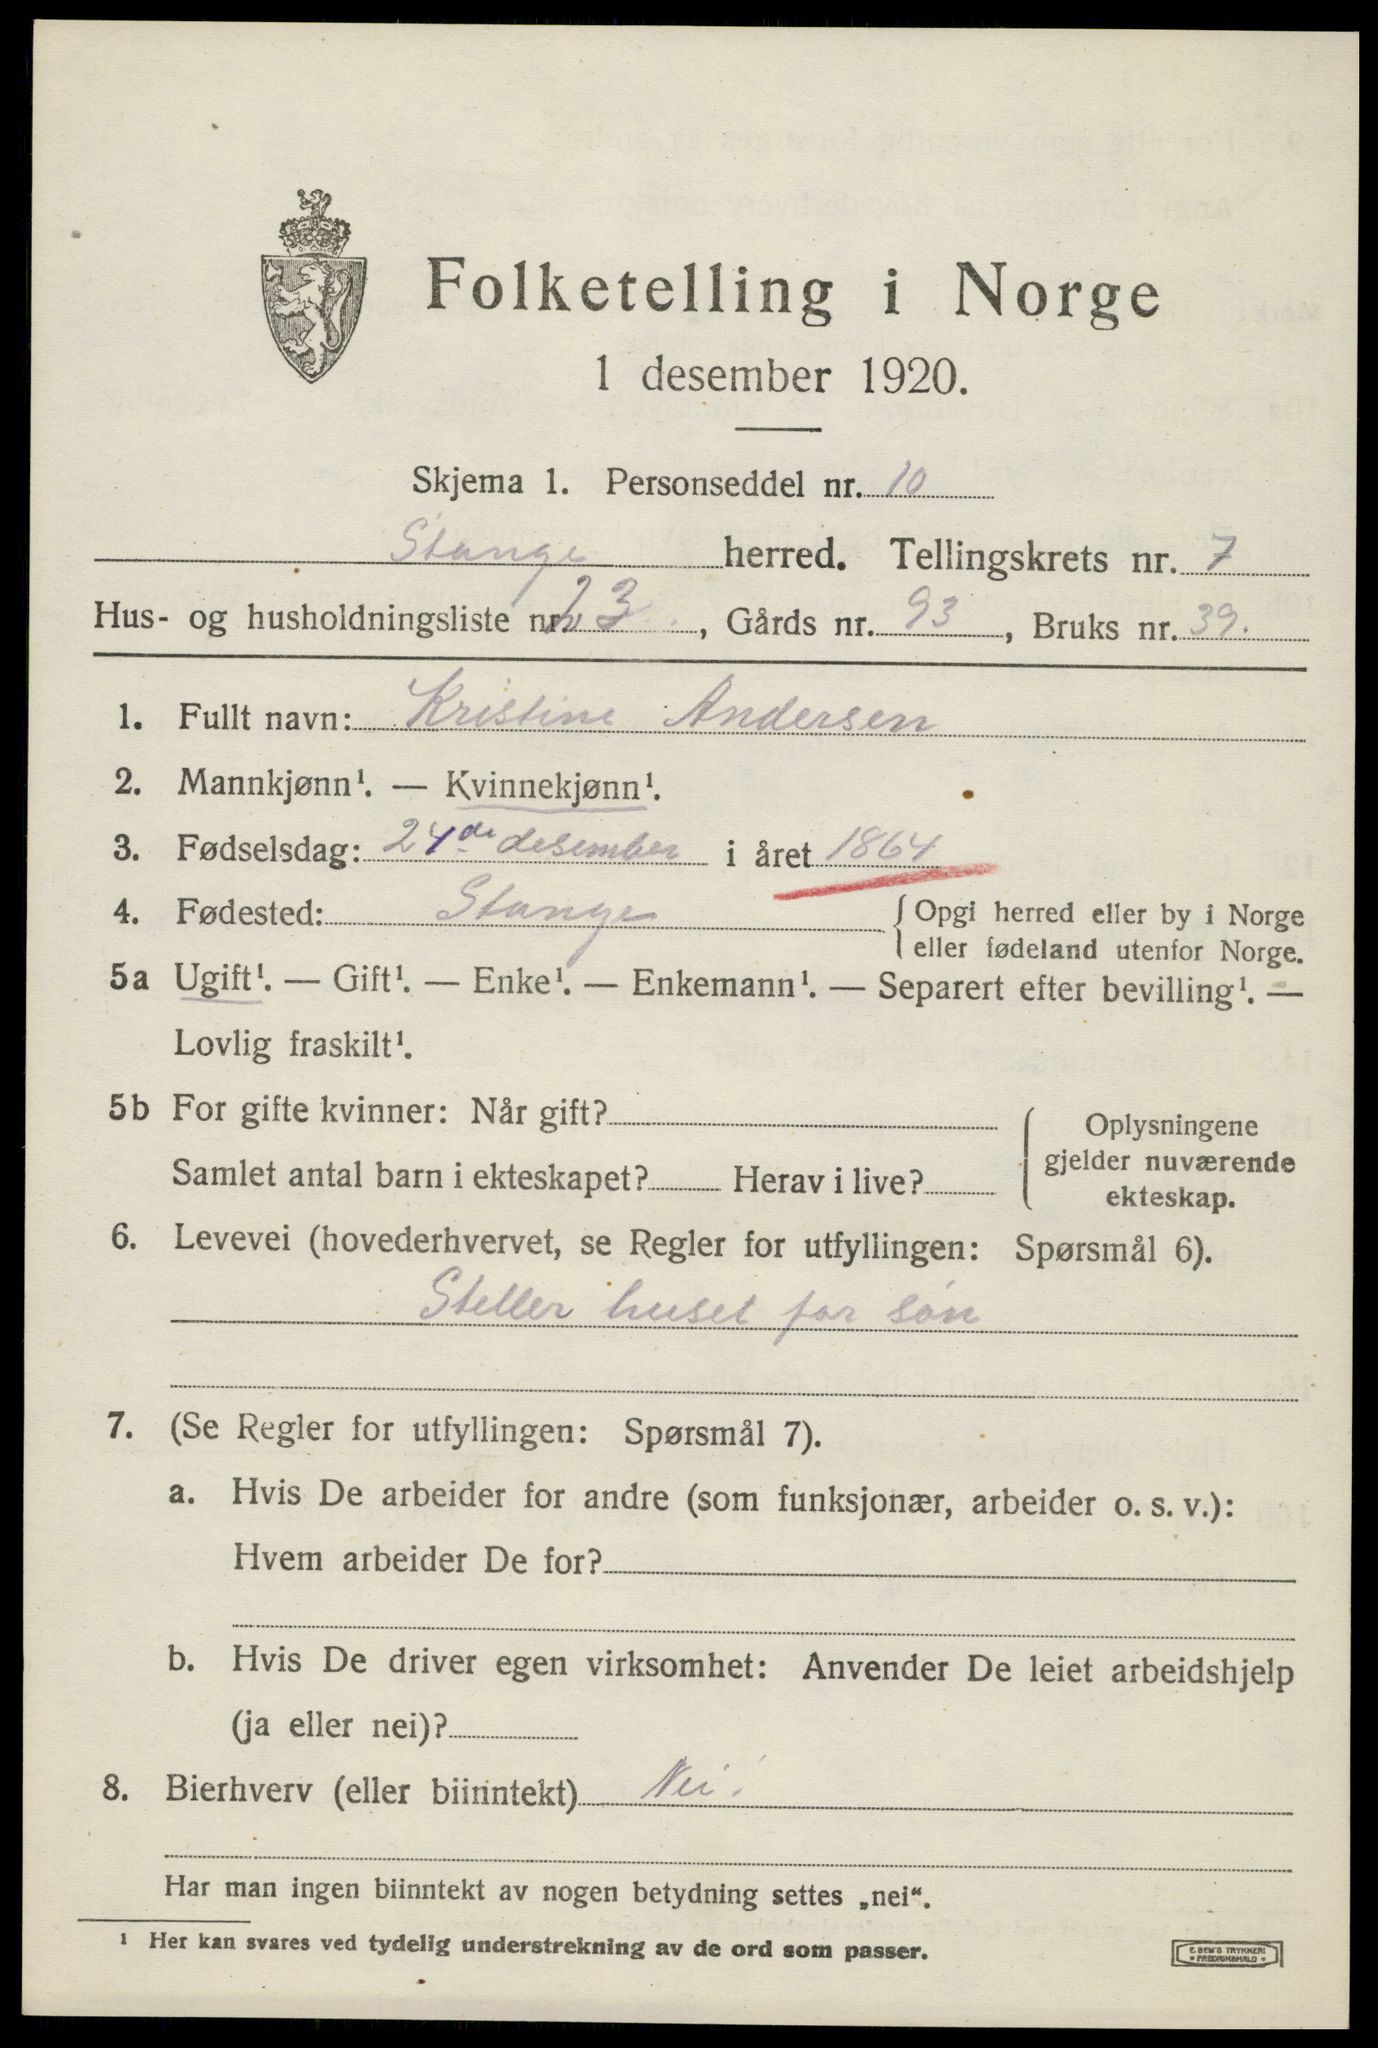 Folketelling i Norge
1 desember 1920.
Skjema 1. Personseddel nr. 10
Stange herred. Tellingskrets nr. 7
Hus- og husholdningsliste nr. 23, Gårds nr. 93, Bruks nr. 39.
1. Fullt navn: Kristine Andersen
2. Mannkjønn¹. — Kvinnekjønn¹.
3. Fødselsdag: 24de desember i året 1864
4. Fødested: Stange { Opgi herred eller by i Norge
eller fødeland utenfor Norge.
5a Ugift¹. — Gift¹. — Enke¹. — Enkemann¹. — Separert efter bevilling¹. —
Lovlig fraskilt¹.
5b For gifte kvinner: Når gift?
Samlet antal barn i ekteskapet? Herav i live?
Oplysningene
gjelder nuværende
ekteskap.
6. Levevei (hovederhvervet, se Regler for utfyllingen: Spørsmål 6).
Steller huset for søn
7. (Se Regler for utfyllingen: Spørsmål 7).
a. Hvis De arbeider for andre (som funksjonær, arbeider o. s. v.):
Hvem arbeider De for?
b. Hvis De driver egen virksomhet: Anvender De leiet arbeidshjelp
(ja eller nei)?
8. Bierhverv (eller biinntekt) Nei.
Har man ingen biinntekt av nogen betydning settes „nei“.
¹ Her kan svares ved tydelig understrekning av de ord som passer.
E. SEM'S TRYKKERI
• FREDRIKSHALD •